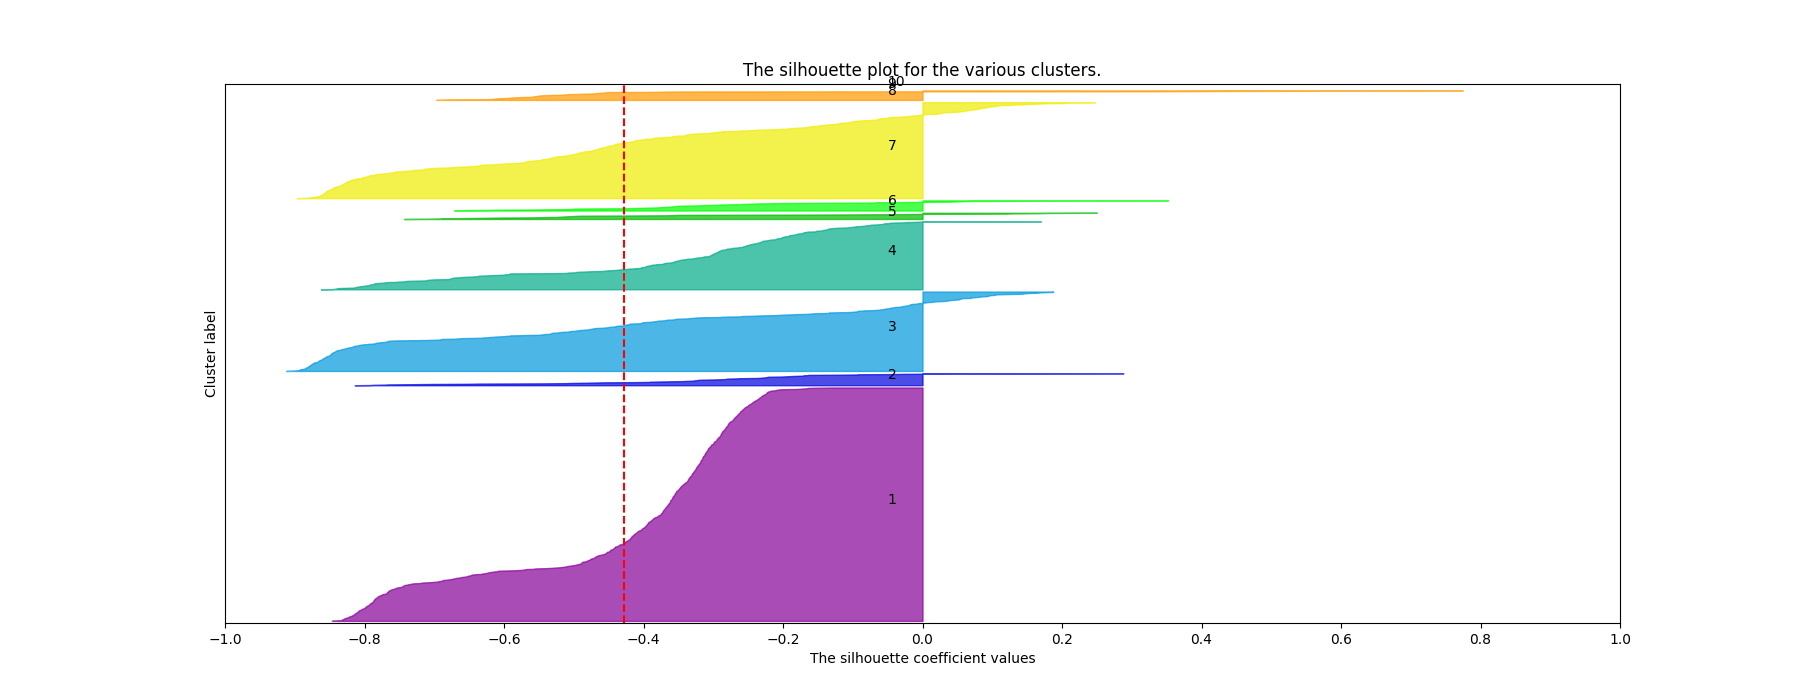 The silhouette plot for the various clusters.
10
9
8
7
6
5
4
3
2
1
Cluster label
−1.0 −0.8 −0.6 −0.4 −0.2 0.0 0.2 0.4 0.6 0.8 1.0
The silhouette coefficient values